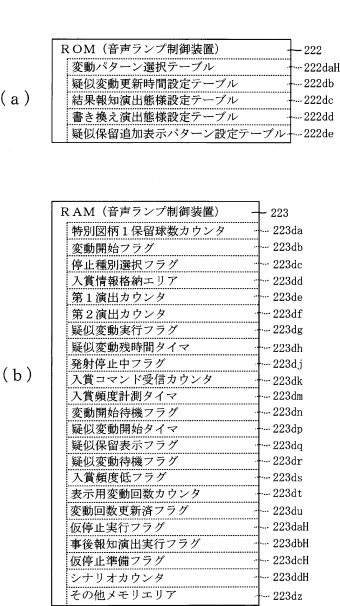 (a)
ROM(音声ランプ制御装置) 222
変動パターン選択テーブル 222daH
疑似変動更新時間設定テーブル 222db
結果報知演出態様設定テーブル 222dc
書き換え演出態様設定テーブル 222dd
疑似保留追加表示パターン設定テーブル 222de
(b)
RAM(音声ランプ制御装置) 223
特別図柄1保留球数カウンタ 223da
変動開始フラグ 223db
停止種別選択フラグ 223dc
入賞情報格納エリア 223dd
第1演出カウンタ 223de
第2演出カウンタ 223df
疑似変動実行フラグ 223dg
疑似変動残時間タイマ 223dh
発射停止中フラグ 223dj
入賞コマンド受信カウンタ 223dk
入賞頻度計測タイマ 223dm
変動開始待機フラグ 223dn
疑似変動開始タイマ 223dp
疑似保留表示フラグ 223dq
疑似変動待機フラグ 223dr
入賞頻度低フラグ 223ds
表示用変動回数カウンタ 223dt
変動回数更新済フラグ 223du
仮停止実行フラグ 223daH
事後報知演出実行フラグ 223dbH
仮停止準備フラグ 223dcH
シナリオカウンタ 223ddH
その他メモリエリア 223dz